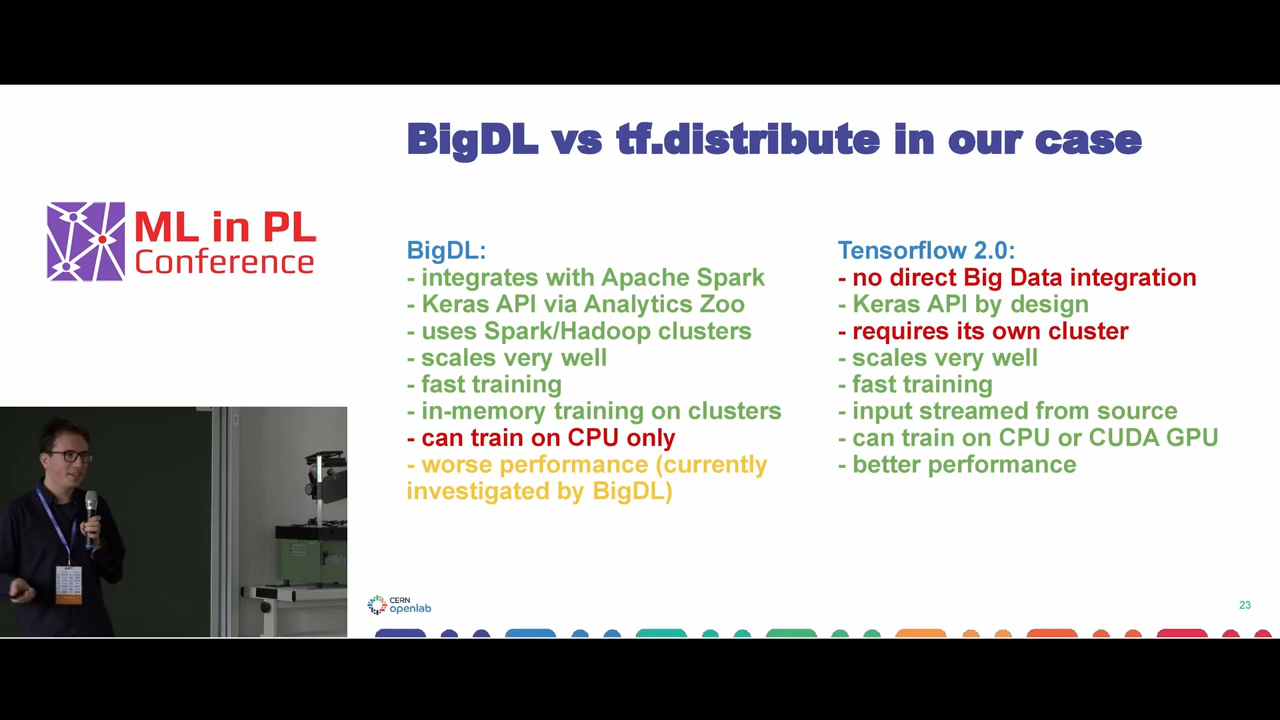 BigDL vs tf.distribute in our case
ML in PL
Conference
BigDL:
- integrates with Apache Spark
- Keras API via Analytics Zoo
- uses Spark/Hadoop clusters
- scales very well
- fast training
- in-memory training on clusters
- can train on CPU only
- worse performance (currently
investigated by BigDL)
Tensorflow 2.0:
- no direct Big Data integration
- Keras API by design
- requires its own cluster
- scales very well
- fast training
- input streamed from source
- can train on CPU or CUDA GPU
- better performance
CERN
openlab
23